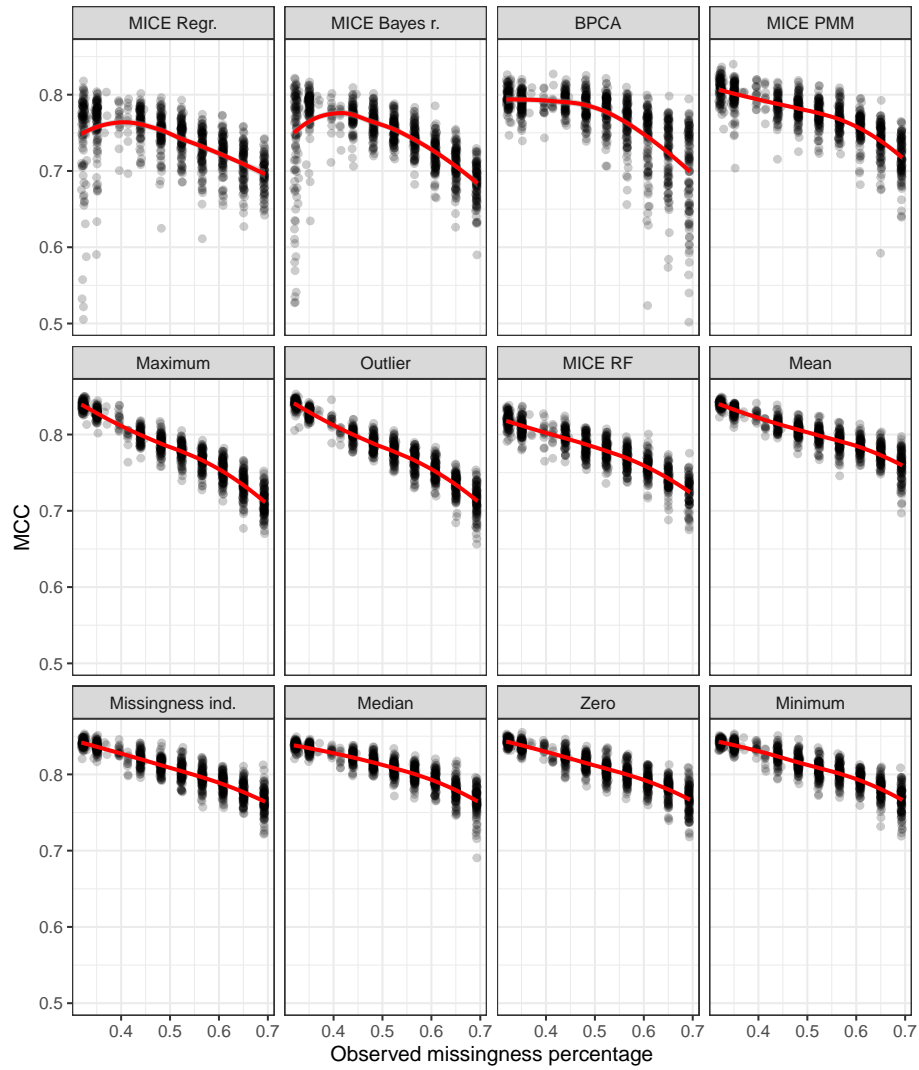 MICE Regr.
MICE Bayes r.
BPCA
MICE PMM
0.8
0.7
0.6
0.5
Maximum
Outlier
MICE RF
Mean
0.8
0.7
0.6
0.5
MCC
Missingness ind.
Median
Zero
Minimum
0.8
0.7
0.6
0.5
0.4 0.5 0.6 0.7
0.4 0.5 0.6 0.7
0.4 0.5 0.6 0.7
0.4 0.5 0.6 0.7
Observed missingness percentage